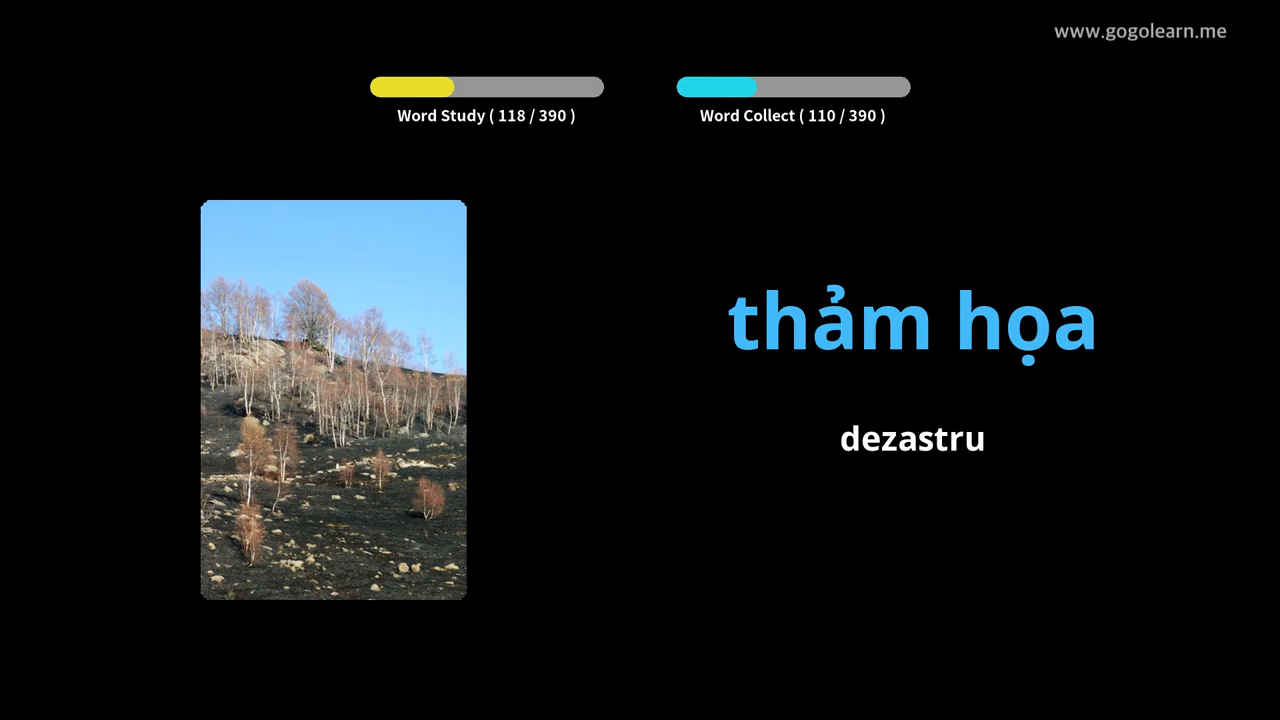 www.gogolearn.me
Word Study ( 118 / 390 )
Word Collect ( 110 / 390 )
thảm họa
dezastru